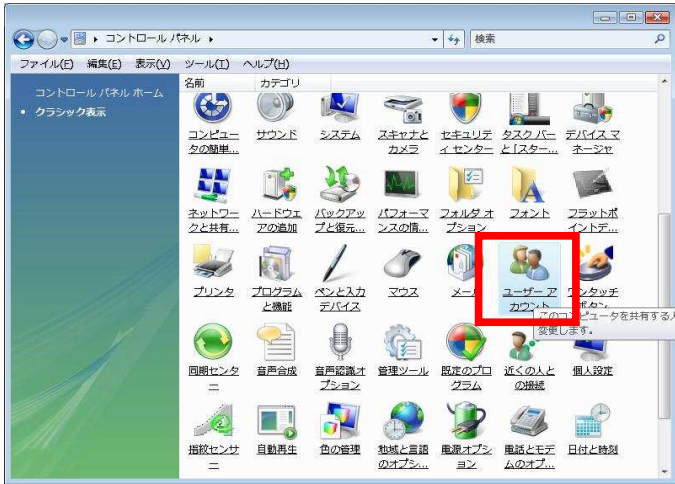 コントロール パネル
検索
ファイル(F) 編集(E) 表示(V) ツール(T) ヘルプ(H)
コントロール パネル ホーム
クラシック表示
名前 カテゴリ
コンピュー
タの簡単...
サウンド
システム
スキャナと
カメラ
セキュリテ
ィ センター
タスク バー
と [スター...
デバイス マ
ネージャ
ネットワー
クと共有...
ハードウェ
アの追加
バックアッ
プと復元...
パフォーマ
ンスの情...
フォルダ オ
プション
フォント
フラットポ
イントデ...
プリンタ
プログラム
と機能
ペンと入力
デバイス
マウス
メール
ユーザー ア
カウント
ワンタッチ
ボタン
このコンピュータを共有する人
変更します。
同期センタ
ー
音声合成
音声認識オ
プション
管理ツール
既定のプロ
グラム
近くの人と
の接続
個人設定
指紋センサ
ー
自動再生
色の管理
地域と言語
のオプシ...
電源オプシ
ョン
電話とモデ
ムのオプ...
日付と時刻